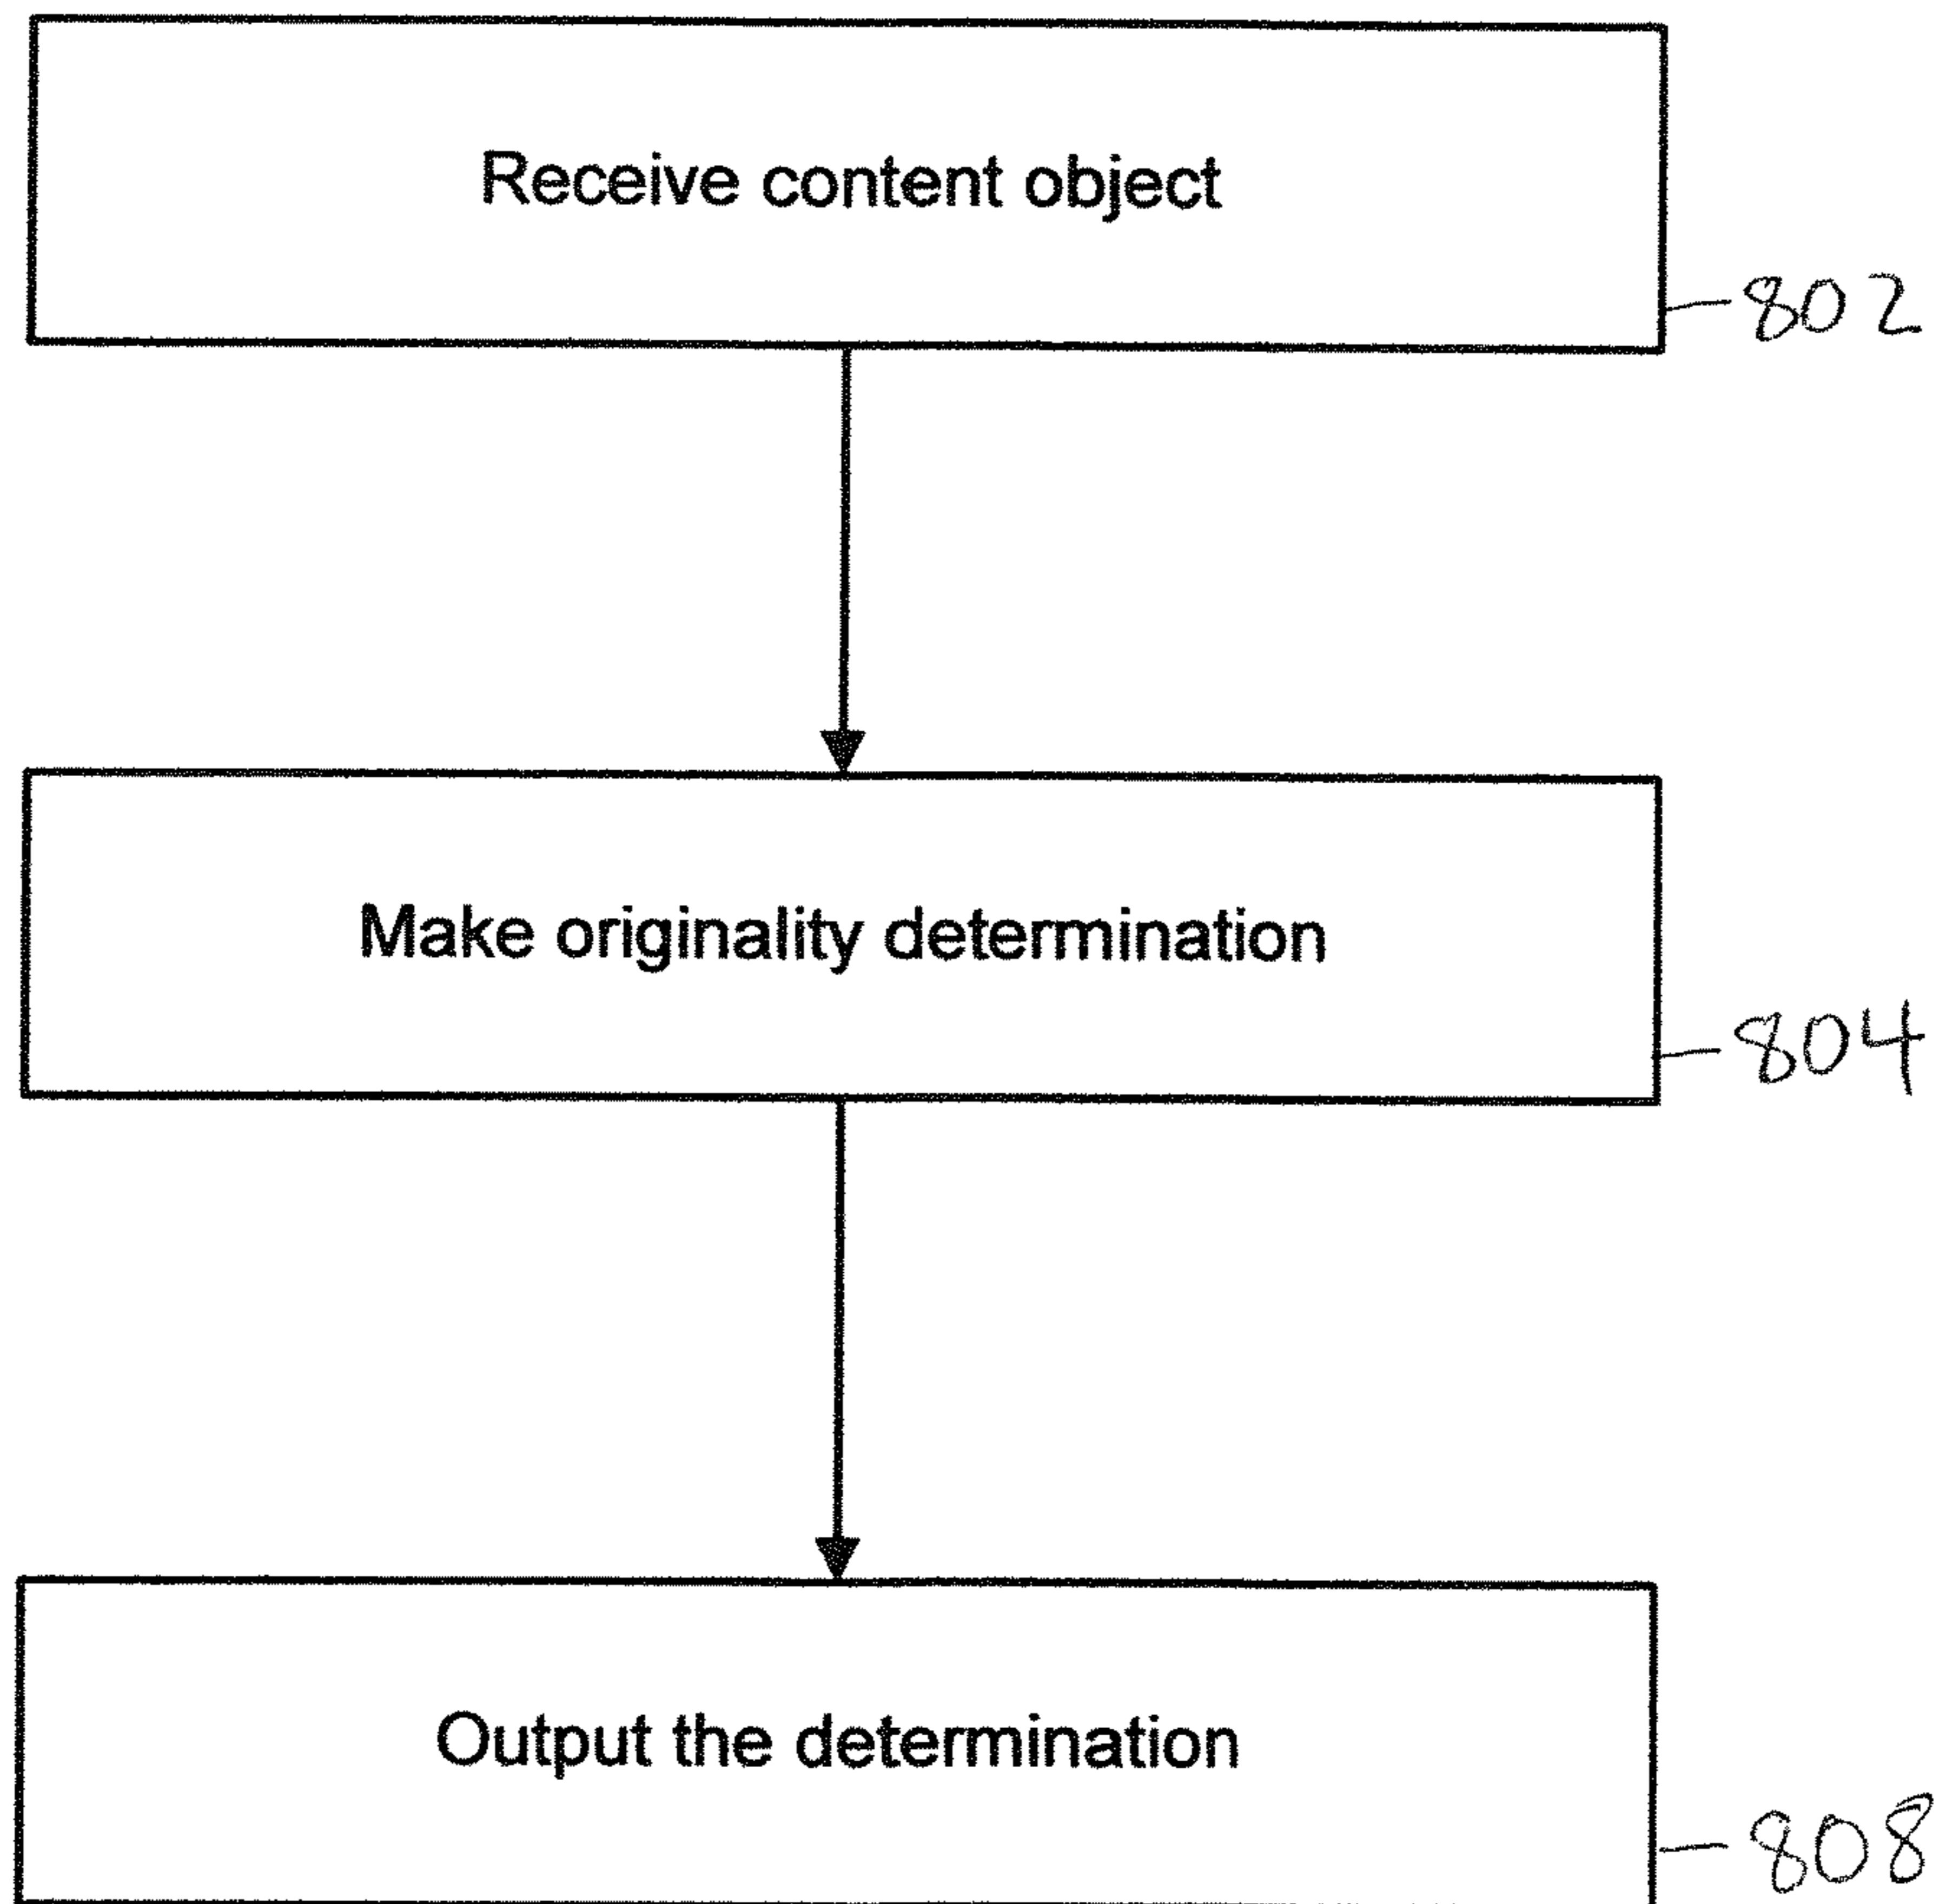 Receive content object
802
Make originality determination
804
Output the determination
808